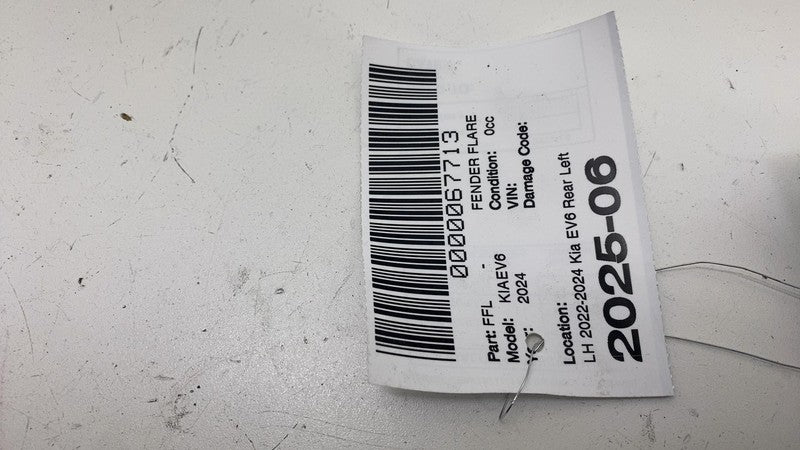 0000067713
Part: FFL - FENDER FLARE
Model: KIAEV6 Condition: 0cc
2024 VIN:
Damage Code:
Location:
LH 2022-2024 Kia EV6 Rear Left
2025-06